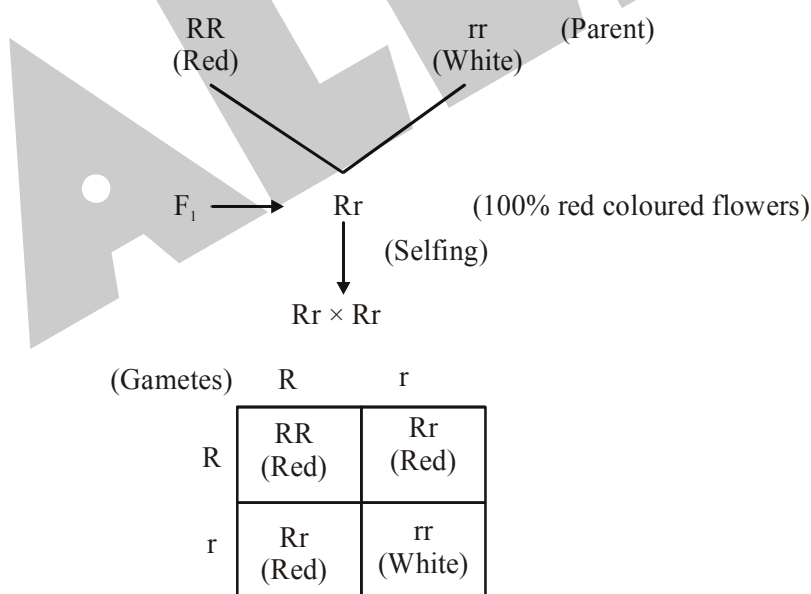 RR rr (Parent)
(Red) (White)
F₁ Rr (100% red coloured flowers)
(Selfing)
Rr × Rr
(Gametes) R r
R RR Rr
(Red) (Red)
r Rr rr
(Red) (White)